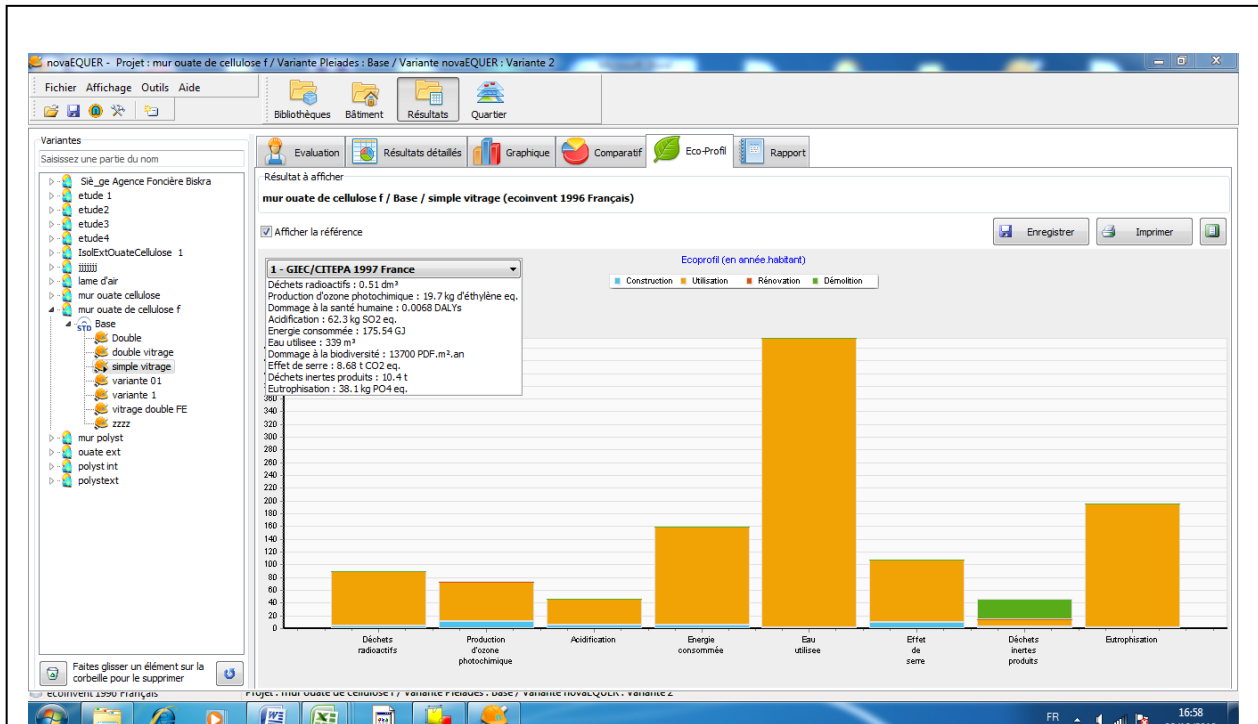 novaEQUER - Projet : mur ouate de cellulose f / Variante Pleiades : Base / Variante novaEQUER : Variante 2
Fichier Affichage Outils Aide
Bibliothèques Bâtiment Résultats Quartier
Variantes
Saisissez une partie du nom
Siè_ge Agence Foncière Biskra
etude 1
etude2
etude3
etude4
IsolExtOuateCellulose 1
jjjjjjj
lame d'air
mur ouate cellulose
mur ouate de cellulose f
STD Base
Double
double vitrage
simple vitrage
variante 01
variante 1
vitrage double FE
zzzz
mur polyst
ouate ext
polyst int
polystext
Faites glisser un élément sur la
corbeille pour le supprimer
Evaluation Résultats détaillés Graphique Comparatif Eco-Profil Rapport
Résultat à afficher
mur ouate de cellulose f / Base / simple vitrage (ecoinvent 1996 Français)
Afficher la référence
Enregistrer Imprimer
Ecoprofil (en année.habitant)
Construction Utilisation Rénovation Démolition
1 - GIEC/CITEPA 1997 France
Déchets radioactifs : 0.51 dm³
Production d'ozone photochimique : 19.7 kg d'éthylène eq.
Dommage à la santé humaine : 0.0068 DALYs
Acidification : 62.3 kg SO2 eq.
Energie consommée : 175.54 GJ
Eau utilisee : 339 m³
Dommage à la biodiversité : 13700 PDF.m².an
Effet de serre : 8.68 t CO2 eq.
Déchets inertes produits : 10.4 t
Eutrophisation : 38.1 kg PO4 eq.
360
340
320
300
280
260
240
220
200
180
160
140
120
100
80
60
40
20
0
Déchets
radioactifs
Production
d'ozone
photochimique
Acidification
Energie
consommée
Eau
utilisee
Effet
de
serre
Déchets
inertes
produits
Eutrophisation
ecoinvent 1996 Français
Projet : mur ouate de cellulose f / Variante Pleiades : Base / Variante novaEQUER : Variante 2
FR
16:58